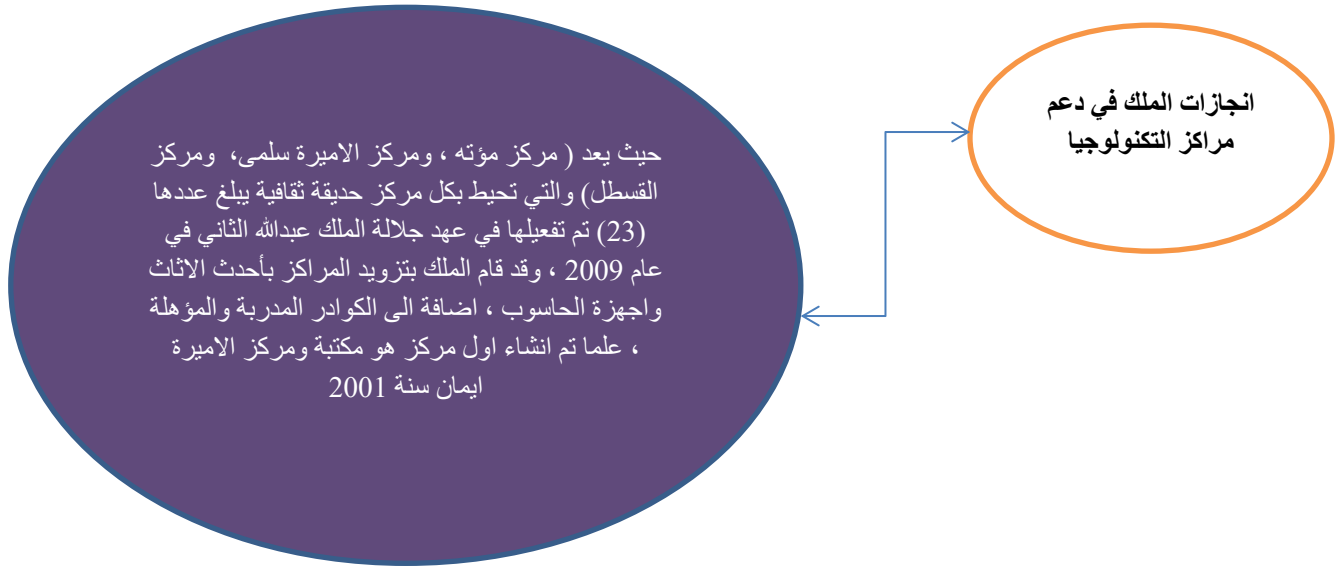 انجازات الملك في دعم
مراكز التكنولوجيا
حيث يعد ( مركز مؤته ، ومركز الاميرة سلمى، ومركز
القسطل) والتي تحيط بكل مركز حديقة ثقافية يبلغ عددها
(23) تم تفعيلها في عهد جلالة الملك عبدالله الثاني في
عام 2009 ، وقد قام الملك بتزويد المراكز بأحدث الاثاث
واجهزة الحاسوب ، اضافة الى الكوادر المدربة والمؤهلة
، علما تم انشاء اول مركز هو مكتبة ومركز الاميرة
ايمان سنة 2001